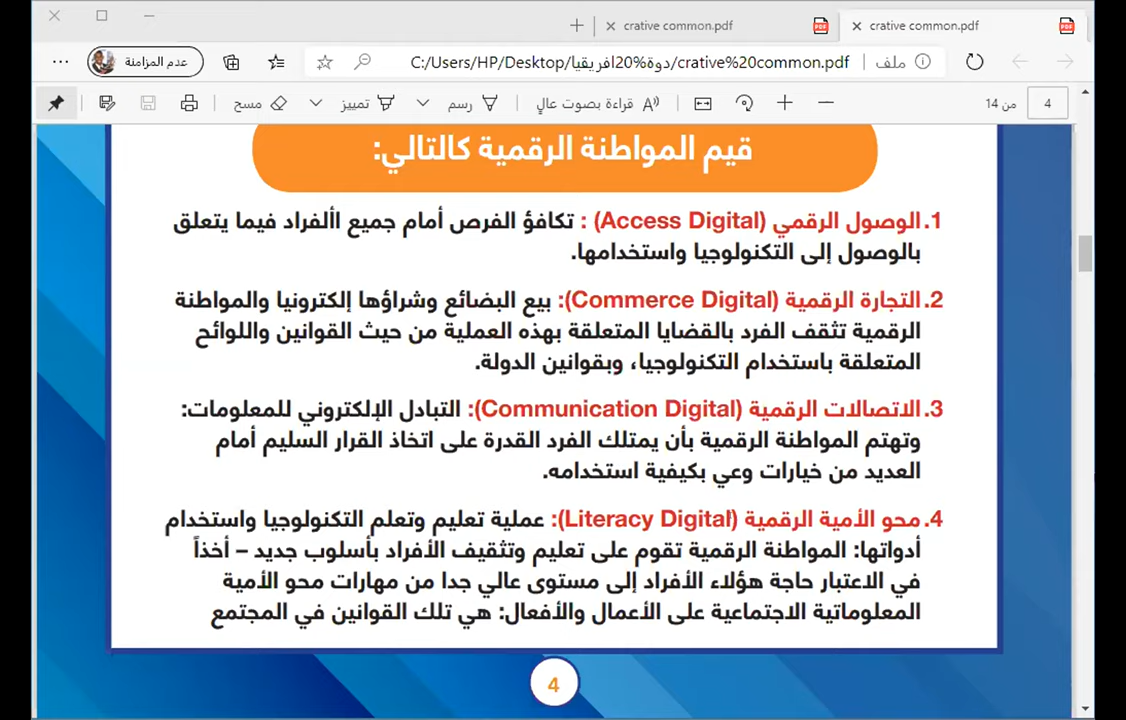 crative common.pdf
crative common.pdf
عدم المزامنة
C:/Users/HP/Desktop/دوة%20افريقيا/crative%20common.pdf
ملف
مسح
تمييز
رسم
قراءة بصوت عالٍ
من 14
4
قيم المواطنة الرقمية كالتالي:
1. الوصول الرقمي (Access Digital) : تكافؤ الفرص أمام جميع األفراد فيما يتعلق
بالوصول إلى التكنولوجيا واستخدامها.
2. التجارة الرقمية (Commerce Digital): بيع البضائع وشراؤها إلكترونيا والمواطنة
الرقمية تثقف الفرد بالقضايا المتعلقة بهذه العملية من حيث القوانين واللوائح
المتعلقة باستخدام التكنولوجيا، وبقوانين الدولة.
3. الاتصالات الرقمية (Communication Digital): التبادل الإلكتروني للمعلومات:
وتهتم المواطنة الرقمية بأن يمتلك الفرد القدرة على اتخاذ القرار السليم أمام
العديد من خيارات وعي بكيفية استخدامه.
4. محو الأمية الرقمية (Literacy Digital): عملية تعليم وتعلم التكنولوجيا واستخدام
أدواتها: المواطنة الرقمية تقوم على تعليم وتثقيف الأفراد بأسلوب جديد – أخذاً
في الاعتبار حاجة هؤلاء الأفراد إلى مستوى عالي جدا من مهارات محو الأمية
المعلوماتية الاجتماعية على الأعمال والأفعال: هي تلك القوانين في المجتمع
4